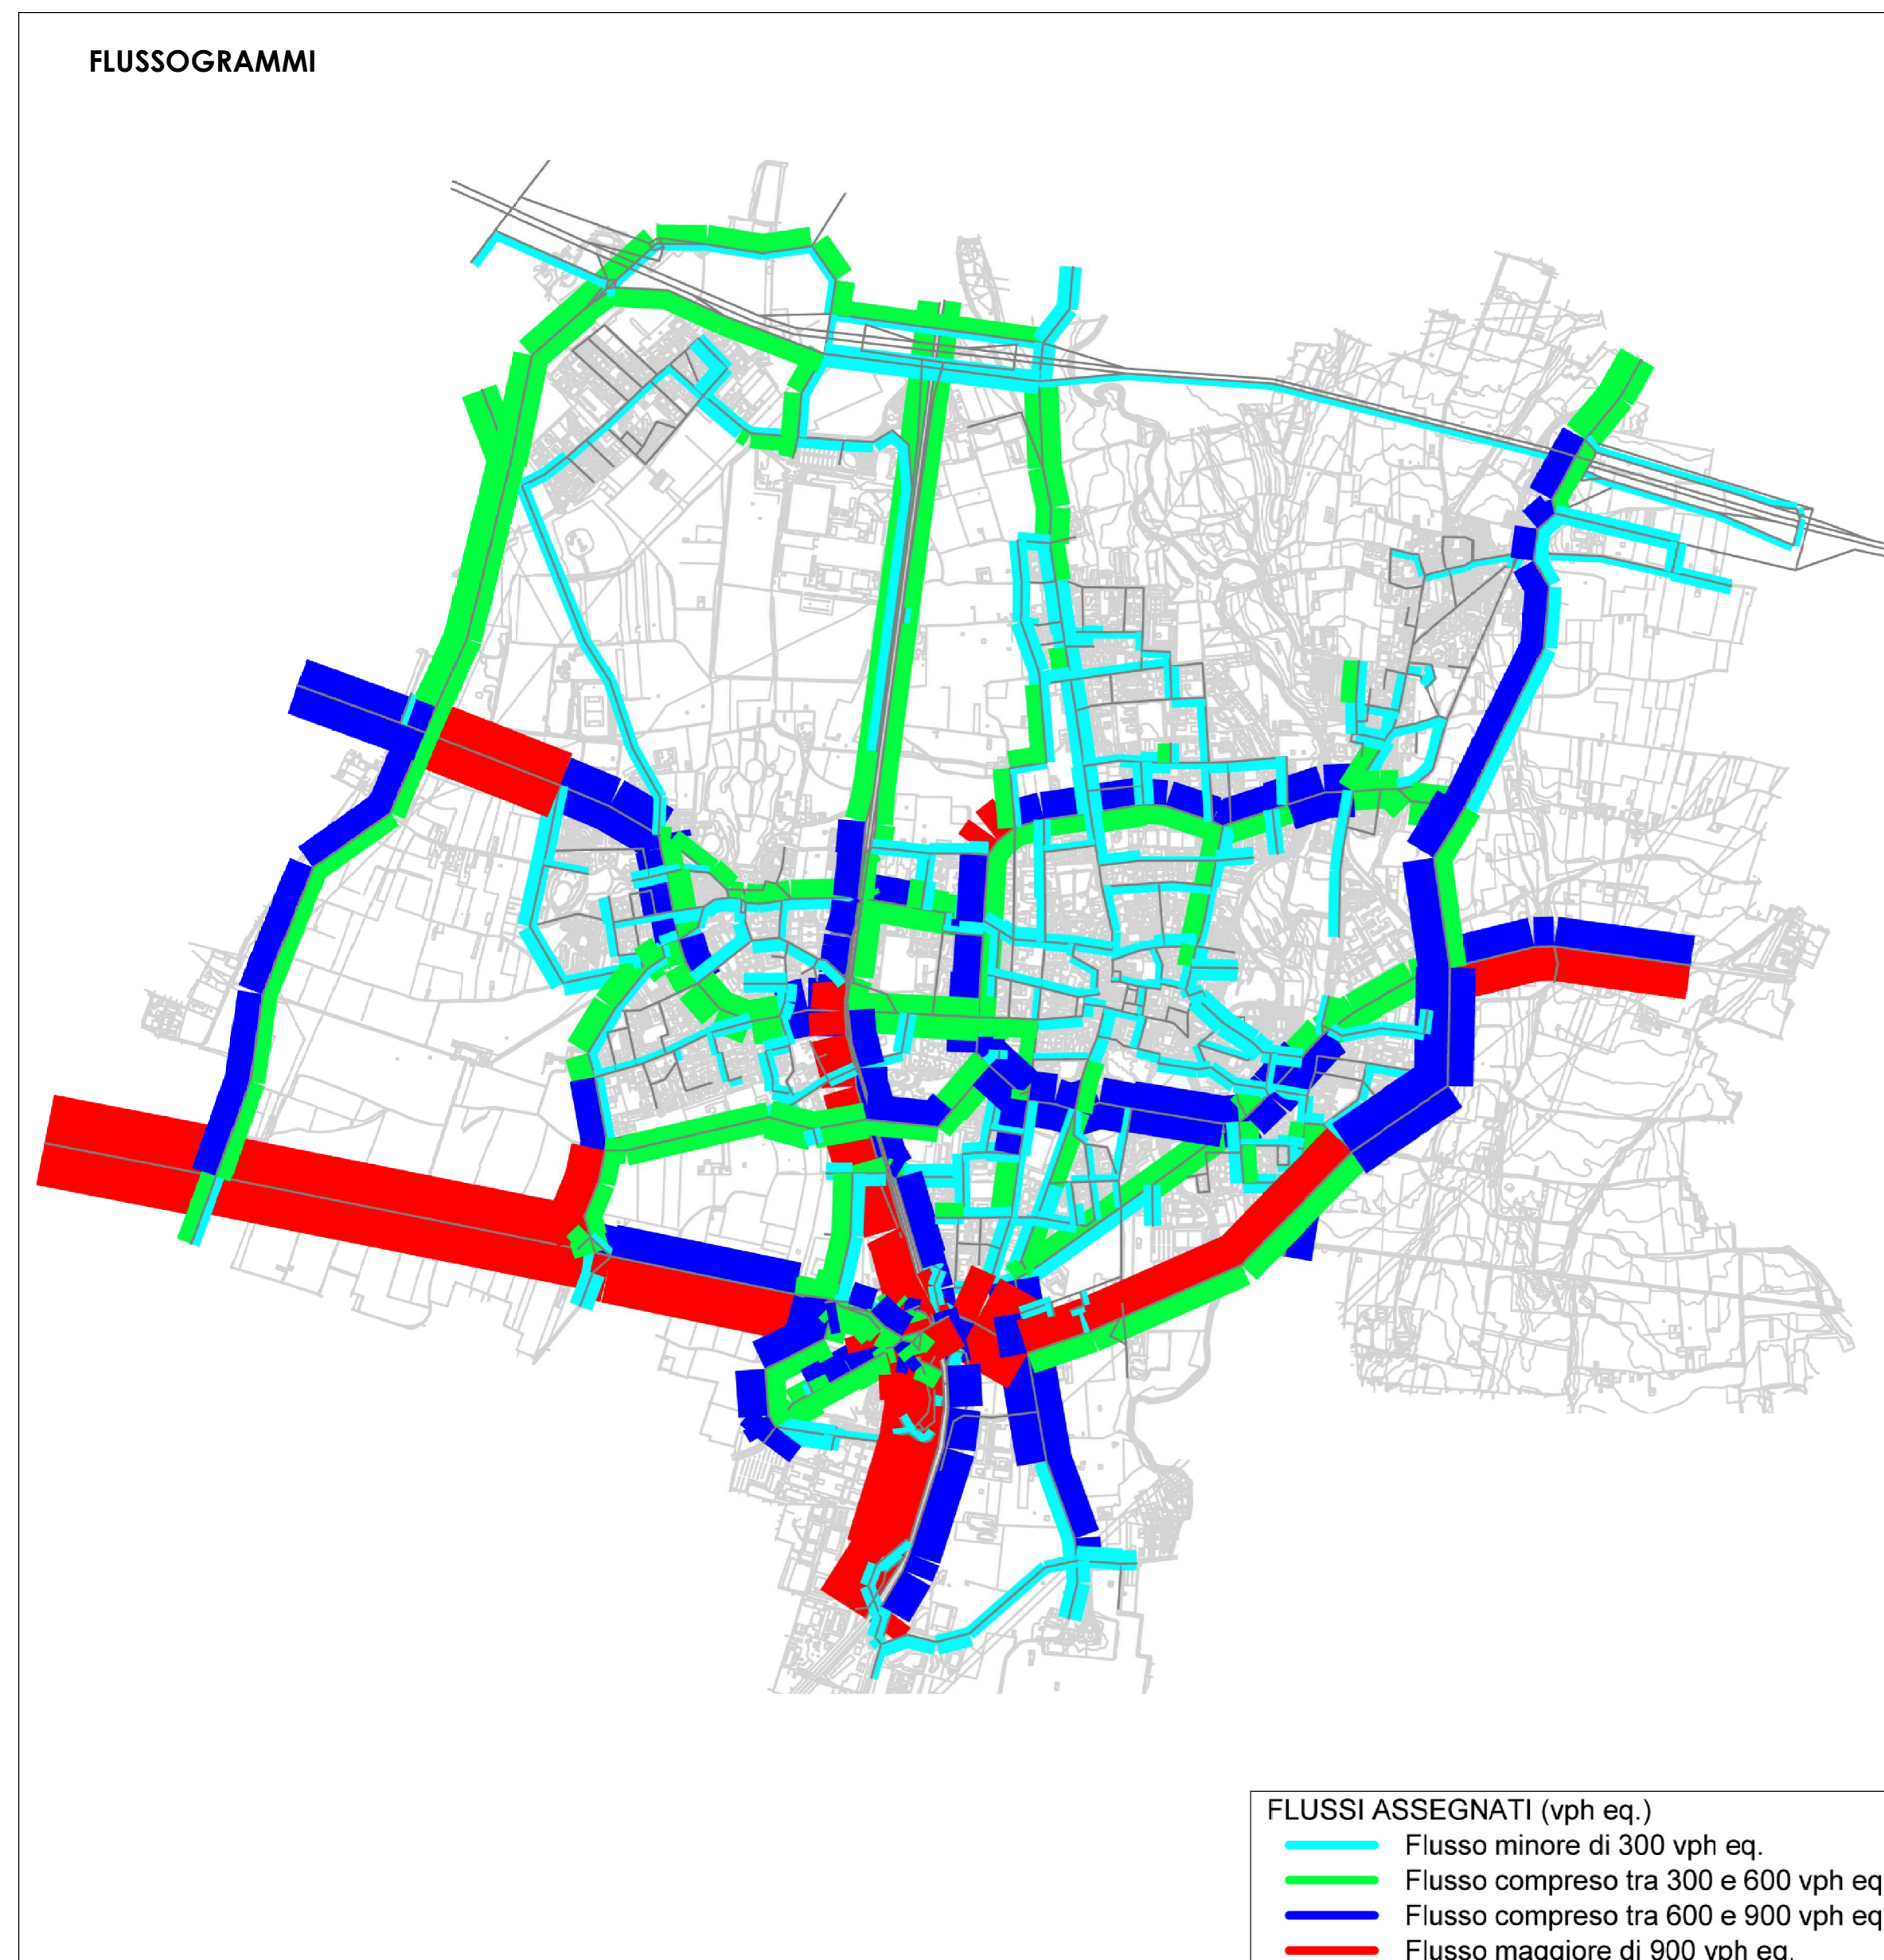 FLUSSOGRAMMI
FLUSSI ASSEGNATI (vph eq.)
Flusso minore di 300 vph eq.
Flusso compreso tra 300 e 600 vph eq
Flusso compreso tra 600 e 900 vph eq
Flusso maggiore di 900 vph eq.